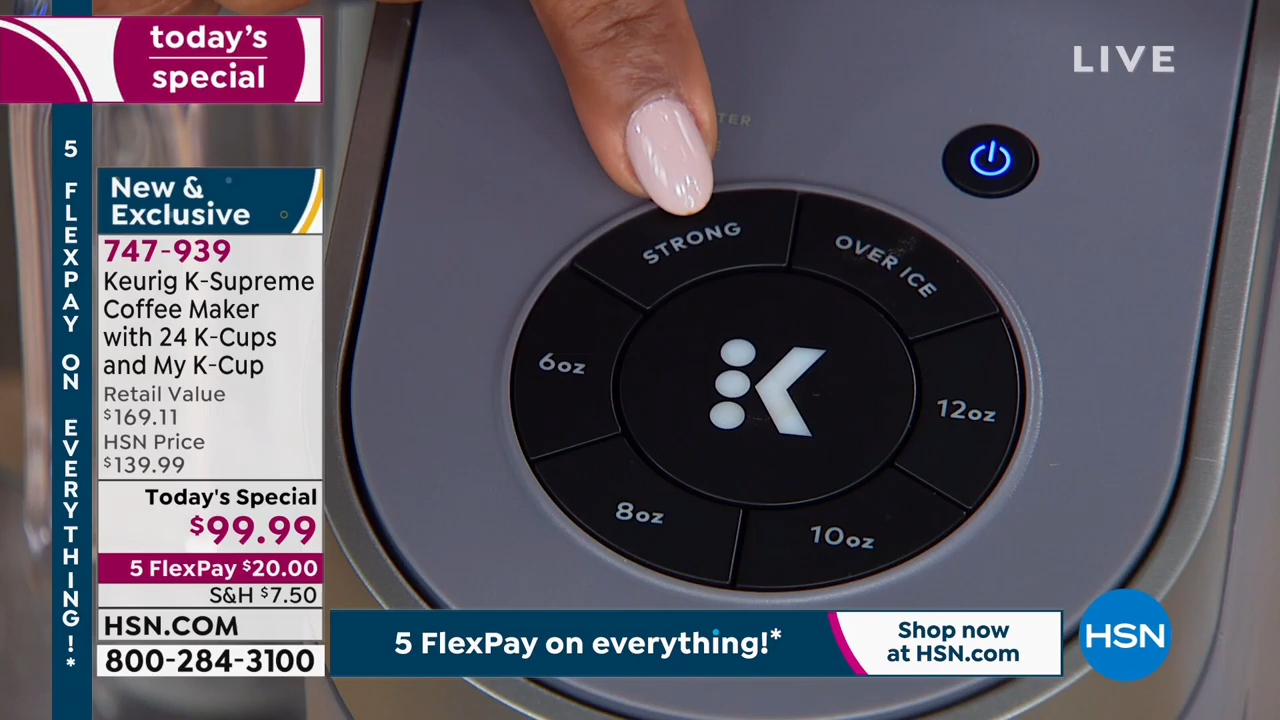 today's
special
LIVE
5 FLEXPAY ON EVERYTHING!*
New &
Exclusive
747-939
Keurig K-Supreme
Coffee Maker
with 24 K-Cups
and My K-Cup
Retail Value
$169.11
HSN Price
$139.99
Today's Special
$99.99
5 FlexPay $20.00
S&H $7.50
HSN.COM
800-284-3100
STRONG
OVER ICE
6oz
K
12oz
8oz
10oz
5 FlexPay on everything!*
Shop now
at HSN.com
HSN